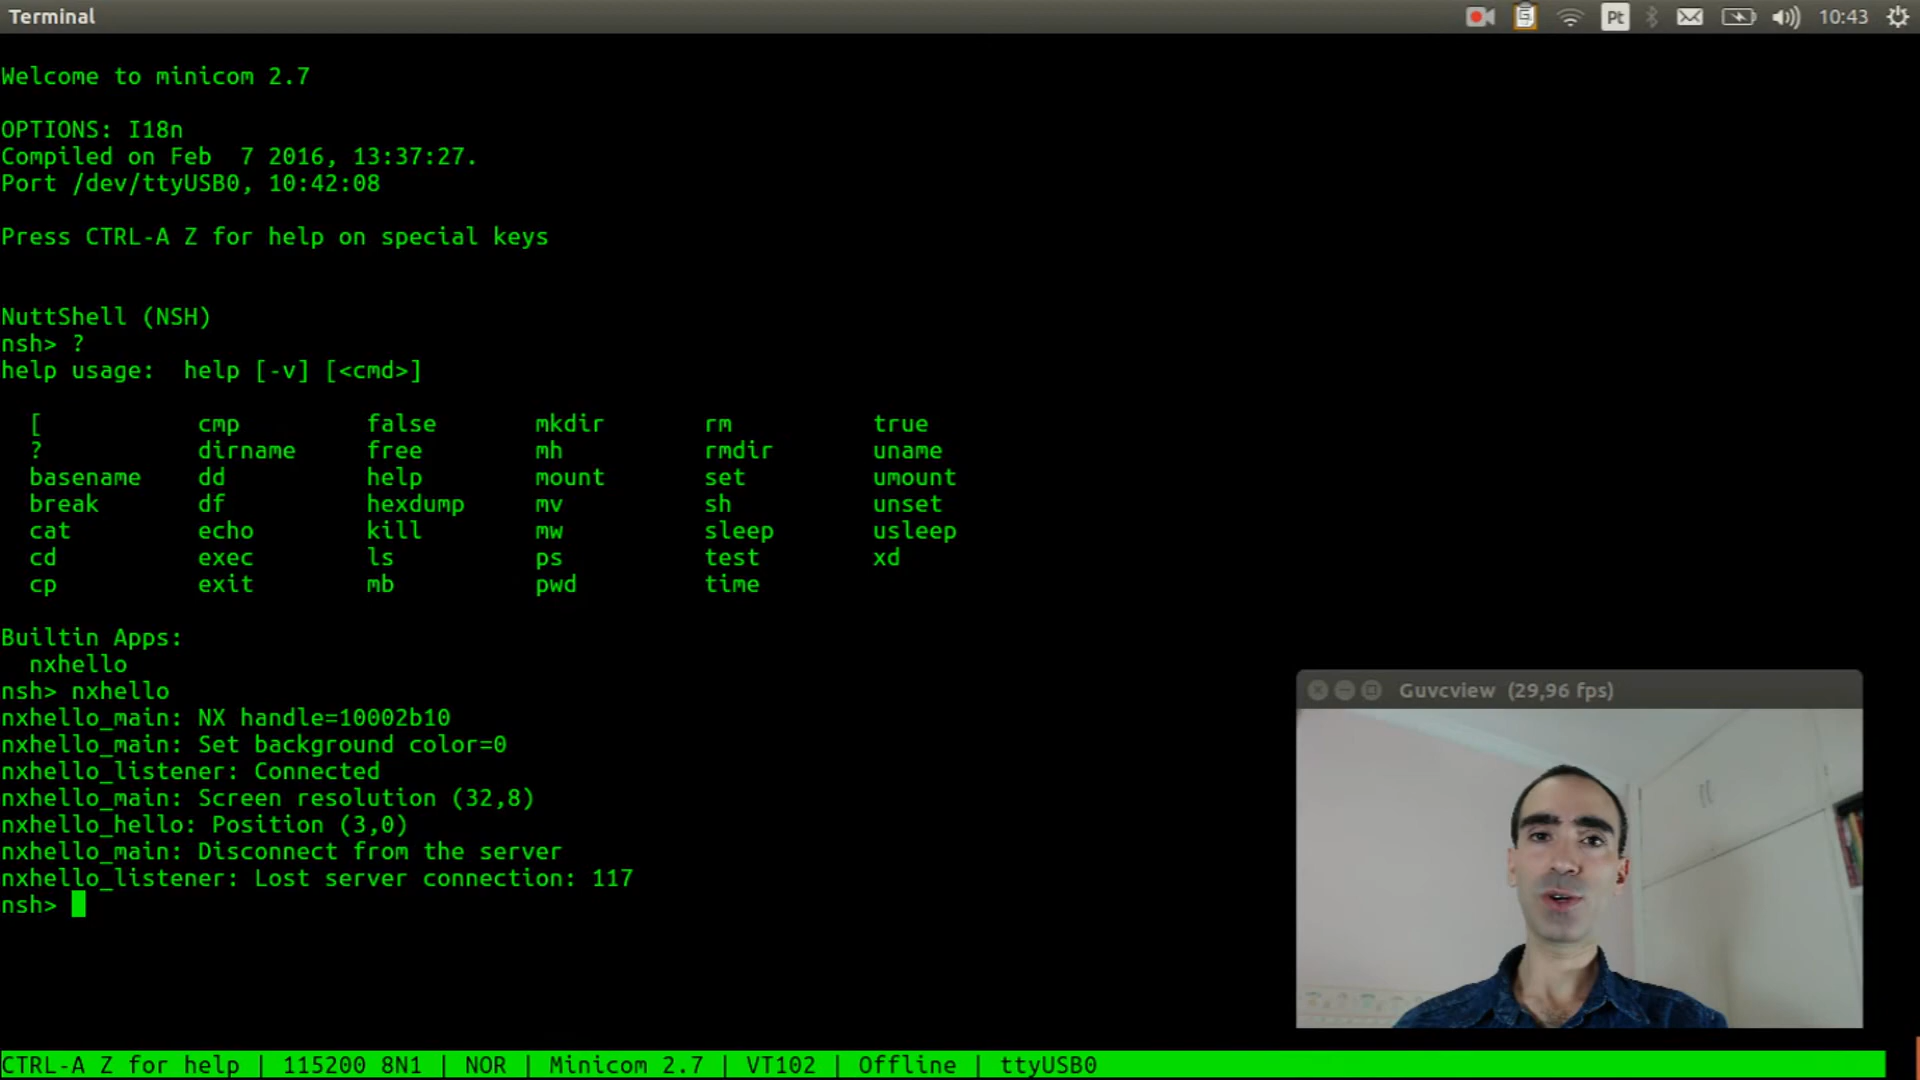 Terminal
Pt
10:43
Welcome to minicom 2.7
OPTIONS: I18n
Compiled on Feb  7 2016, 13:37:27.
Port /dev/ttyUSB0, 10:42:08
Press CTRL-A Z for help on special keys
NuttShell (NSH)
nsh> ?
help usage:  help [-v] [<cmd>]
[ cmp false mkdir rm true
? dirname free mh rmdir uname
basename dd help mount set umount
break df hexdump mv sh unset
cat echo kill mw sleep usleep
cd exec ls ps test xd
cp exit mb pwd time
Builtin Apps:
nxhello
nsh> nxhello
nxhello_main: NX handle=10002b10
nxhello_main: Set background color=0
nxhello_listener: Connected
nxhello_main: Screen resolution (32,8)
nxhello_hello: Position (3,0)
nxhello_main: Disconnect from the server
nxhello_listener: Lost server connection: 117
nsh>
Guvcview  (29,96 fps)
CTRL-A Z for help | 115200 8N1 | NOR | Minicom 2.7 | VT102 | Offline | ttyUSB0